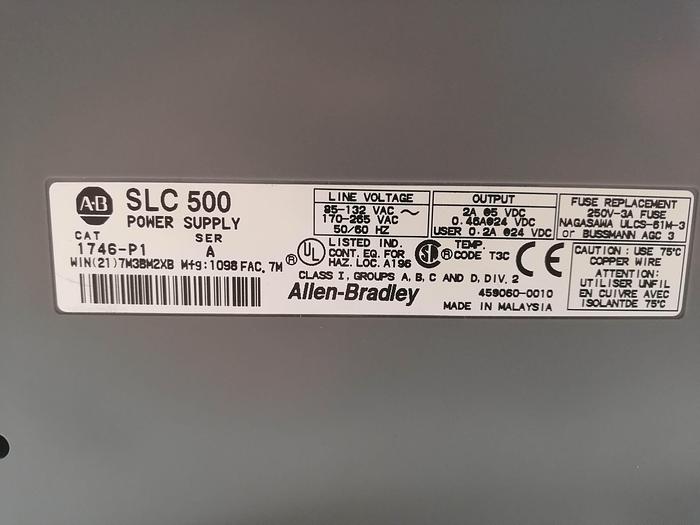 A-B SLC 500
POWER SUPPLY
CAT SER
1746-P1 A
WIN(21)7M3BM2XB Mfg:1098 FAC. 7M
LINE VOLTAGE
85-132 VAC ~
170-265 VAC
50/60 HZ
OUTPUT
2A @5 VDC
0.46A@24 VDC
USER 0.2A @24 VDC
FUSE REPLACEMENT
250V-3A FUSE
NAGASAWA ULCS-61M-3
or BUSSMANN AGC 3
UL ® LISTED IND.
CONT. EQ. FOR
HAZ. LOC. A196
SA ® TEMP.
CODE T3C
CE
CLASS I, GROUPS A, B, C AND D, DIV. 2
Allen-Bradley
459060-0010
MADE IN MALAYSIA
CAUTION : USE 75°C
COPPER WIRE
ATTENTION:
UTILISER UNFIL
EN CUIVRE AVEC
ISOLANTDE 75°C